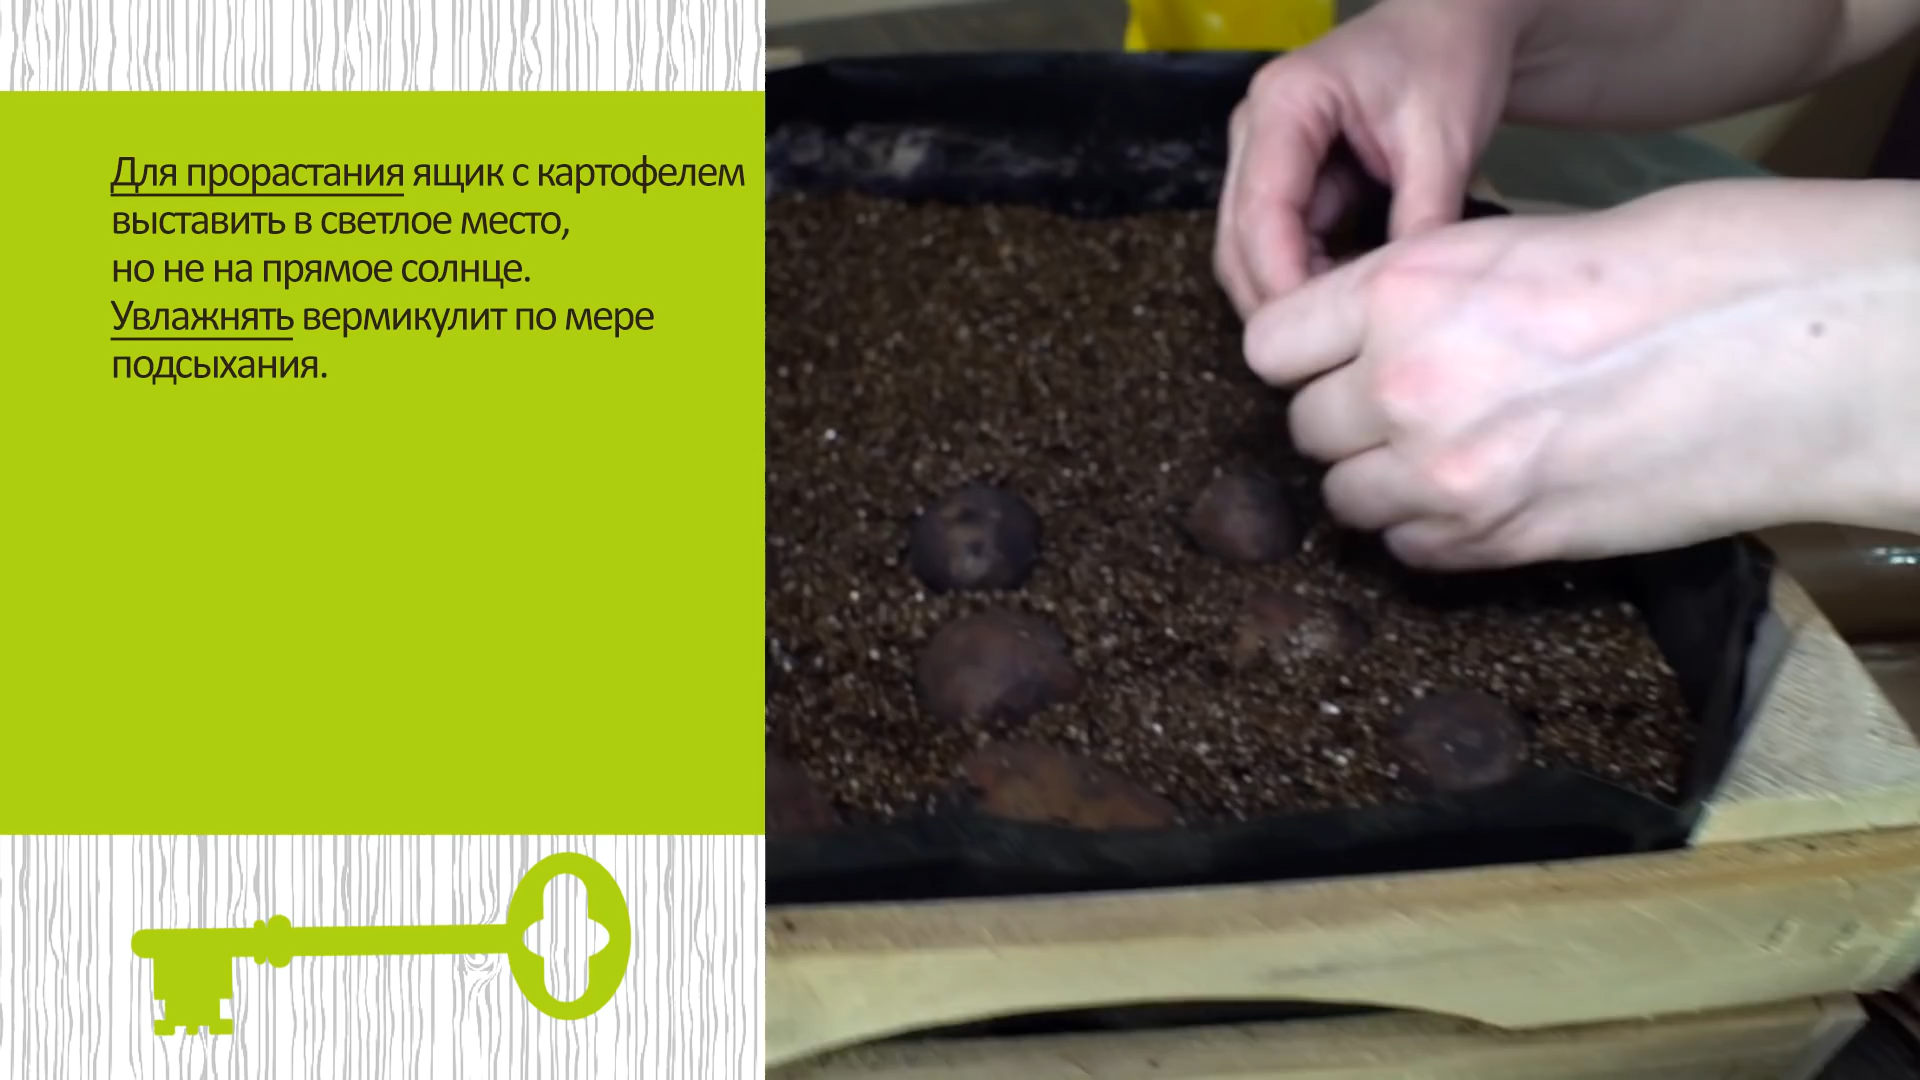 Для прорастания ящик с картофелем
выставить в светлое место,
но не на прямое солнце.
Увлажнять вермикулит по мере
подсыхания.